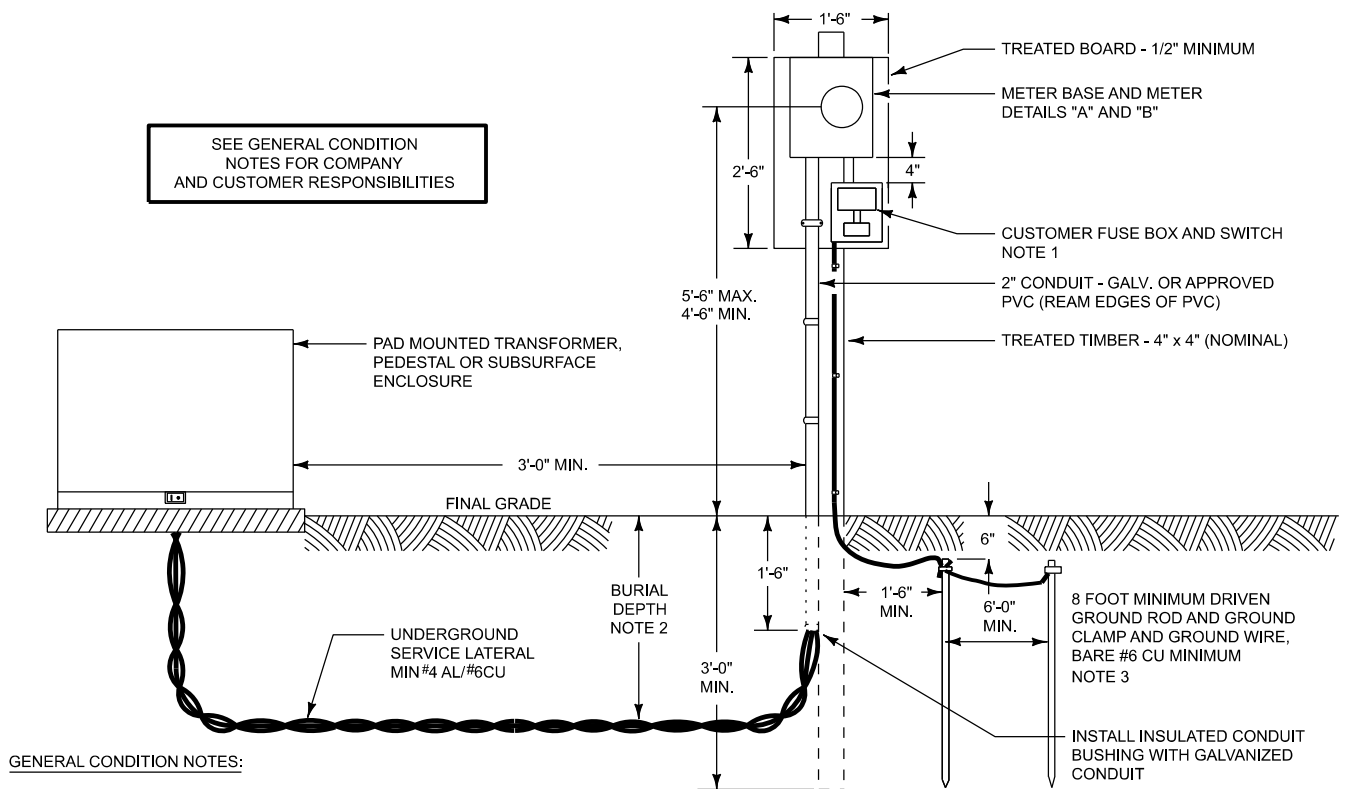 1'-6"
TREATED BOARD - 1/2" MINIMUM
METER BASE AND METER
DETAILS "A" AND "B"
SEE GENERAL CONDITION
NOTES FOR COMPANY
AND CUSTOMER RESPONSIBILITIES
2'-6"
4"
CUSTOMER FUSE BOX AND SWITCH
NOTE 1
5'-6" MAX.
4'-6" MIN.
2" CONDUIT - GALV. OR APPROVED
PVC (REAM EDGES OF PVC)
TREATED TIMBER - 4" x 4" (NOMINAL)
PAD MOUNTED TRANSFORMER,
PEDESTAL OR SUBSURFACE
ENCLOSURE
3'-0" MIN.
FINAL GRADE
6"
1'-6"
BURIAL
DEPTH
NOTE 2
1'-6"
MIN.
6'-0"
MIN.
8 FOOT MINIMUM DRIVEN
GROUND ROD AND GROUND
CLAMP AND GROUND WIRE,
BARE #6 CU MINIMUM
NOTE 3
UNDERGROUND
SERVICE LATERAL
MIN #4 AL/#6CU
3'-0"
MIN.
INSTALL INSULATED CONDUIT
BUSHING WITH GALVANIZED
CONDUIT
GENERAL CONDITION NOTES: